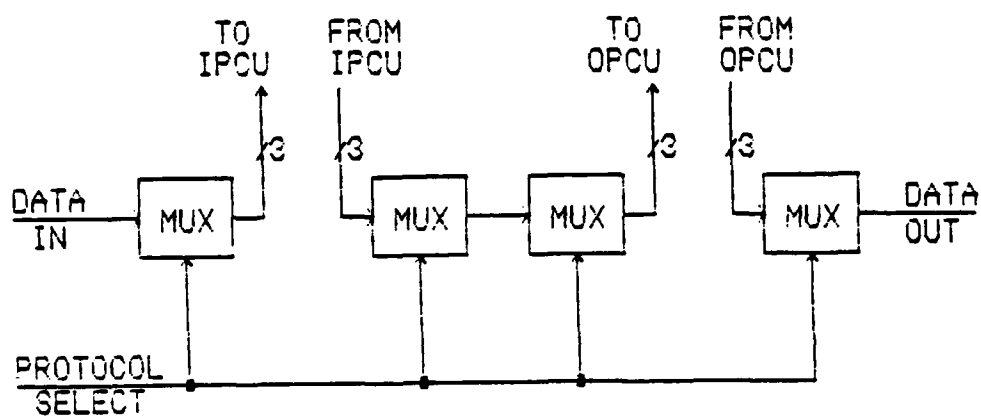 TO
IPCU
FROM
IPCU
TO
OPCU
FROM
OPCU
3
3
3
3
DATA
IN
MUX
MUX
MUX
MUX
DATA
OUT
PROTOCOL
SELECT